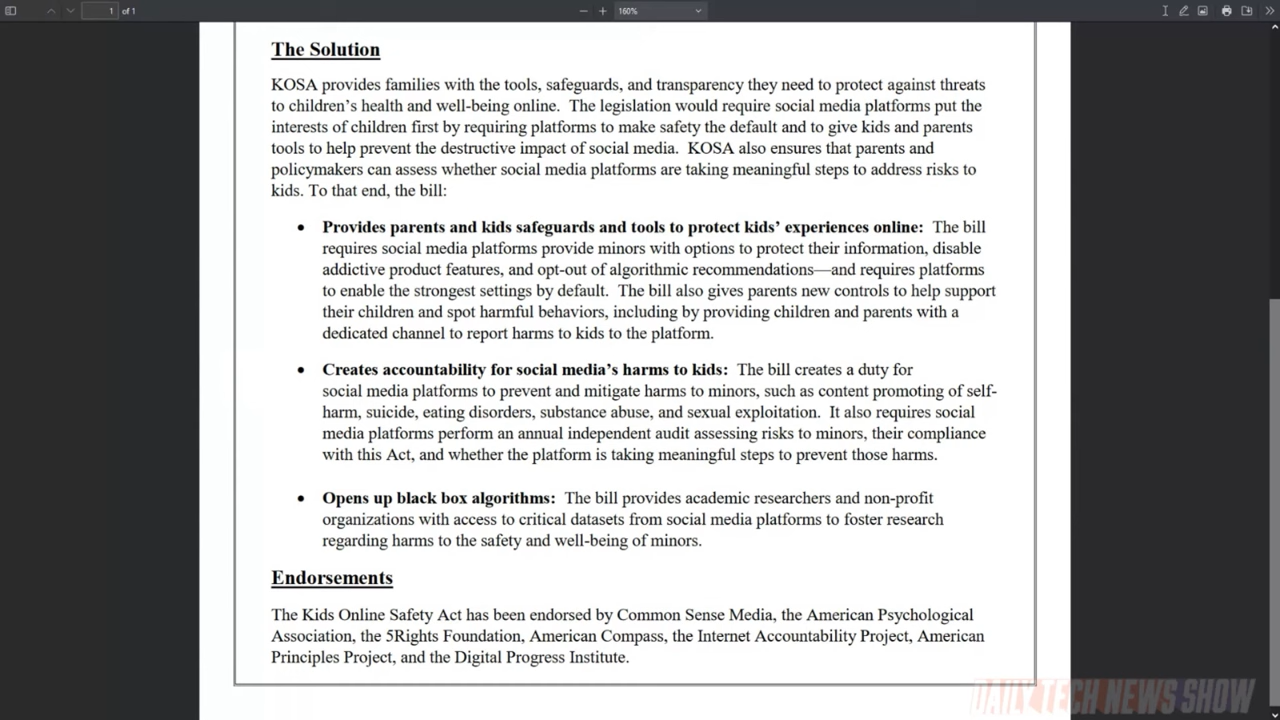 1 of 1
160%
The Solution
KOSA provides families with the tools, safeguards, and transparency they need to protect against threats
to children’s health and well-being online.  The legislation would require social media platforms put the
interests of children first by requiring platforms to make safety the default and to give kids and parents
tools to help prevent the destructive impact of social media.  KOSA also ensures that parents and
policymakers can assess whether social media platforms are taking meaningful steps to address risks to
kids. To that end, the bill:
• Provides parents and kids safeguards and tools to protect kids’ experiences online:  The bill
requires social media platforms provide minors with options to protect their information, disable
addictive product features, and opt-out of algorithmic recommendations—and requires platforms
to enable the strongest settings by default.  The bill also gives parents new controls to help support
their children and spot harmful behaviors, including by providing children and parents with a
dedicated channel to report harms to kids to the platform.
• Creates accountability for social media’s harms to kids:  The bill creates a duty for
social media platforms to prevent and mitigate harms to minors, such as content promoting of self-
harm, suicide, eating disorders, substance abuse, and sexual exploitation.  It also requires social
media platforms perform an annual independent audit assessing risks to minors, their compliance
with this Act, and whether the platform is taking meaningful steps to prevent those harms.
• Opens up black box algorithms:  The bill provides academic researchers and non-profit
organizations with access to critical datasets from social media platforms to foster research
regarding harms to the safety and well-being of minors.
Endorsements
The Kids Online Safety Act has been endorsed by Common Sense Media, the American Psychological
Association, the 5Rights Foundation, American Compass, the Internet Accountability Project, American
Principles Project, and the Digital Progress Institute.
DAILY TECH NEWS SHOW